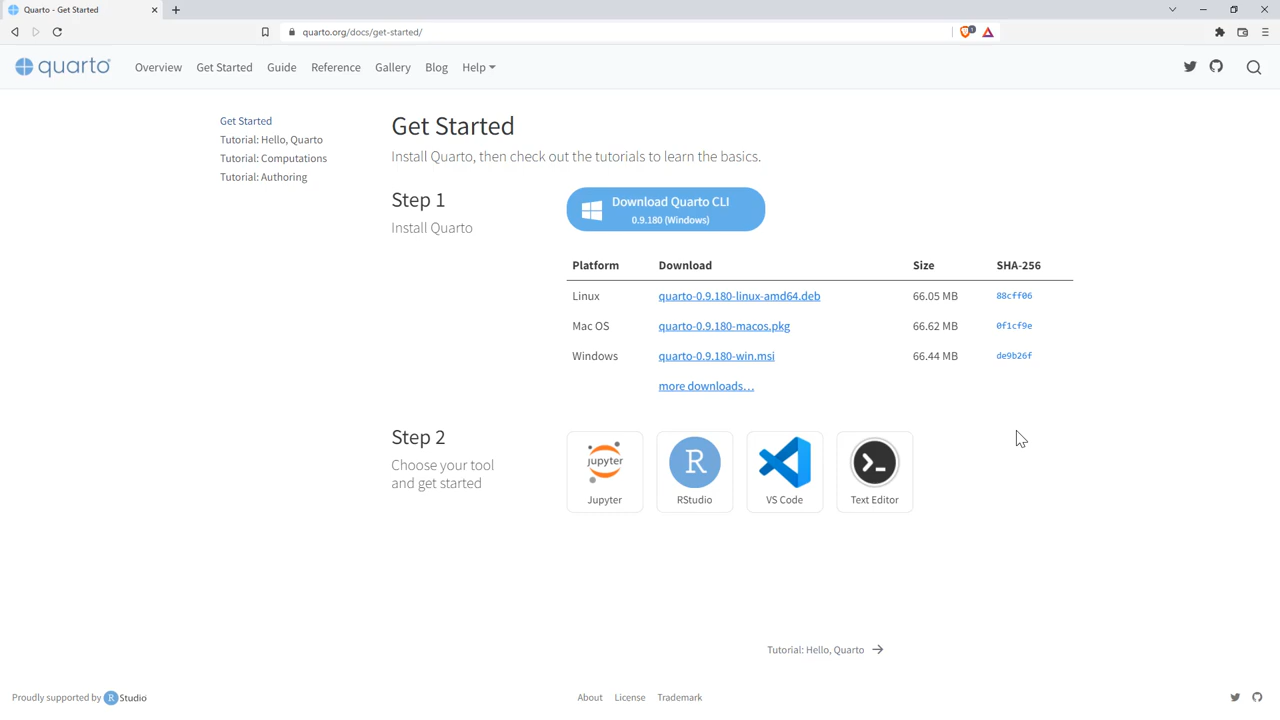 Quarto - Get Started
quarto.org/docs/get-started/
1
quarto
Overview
Get Started
Guide
Reference
Gallery
Blog
Help
Get Started
Tutorial: Hello, Quarto
Tutorial: Computations
Tutorial: Authoring
Get Started
Install Quarto, then check out the tutorials to learn the basics.
Step 1
Install Quarto
Download Quarto CLI
0.9.180 (Windows)
Platform Download Size SHA-256
Linux quarto-0.9.180-linux-amd64.deb 66.05 MB 88cff06
Mac OS quarto-0.9.180-macos.pkg 66.62 MB 0f1cf9e
Windows quarto-0.9.180-win.msi 66.44 MB de9b26f
more downloads…
Step 2
Choose your tool
and get started
jupyter
Jupyter
R
RStudio
VS Code
Text Editor
Tutorial: Hello, Quarto
Proudly supported by R Studio
About
License
Trademark